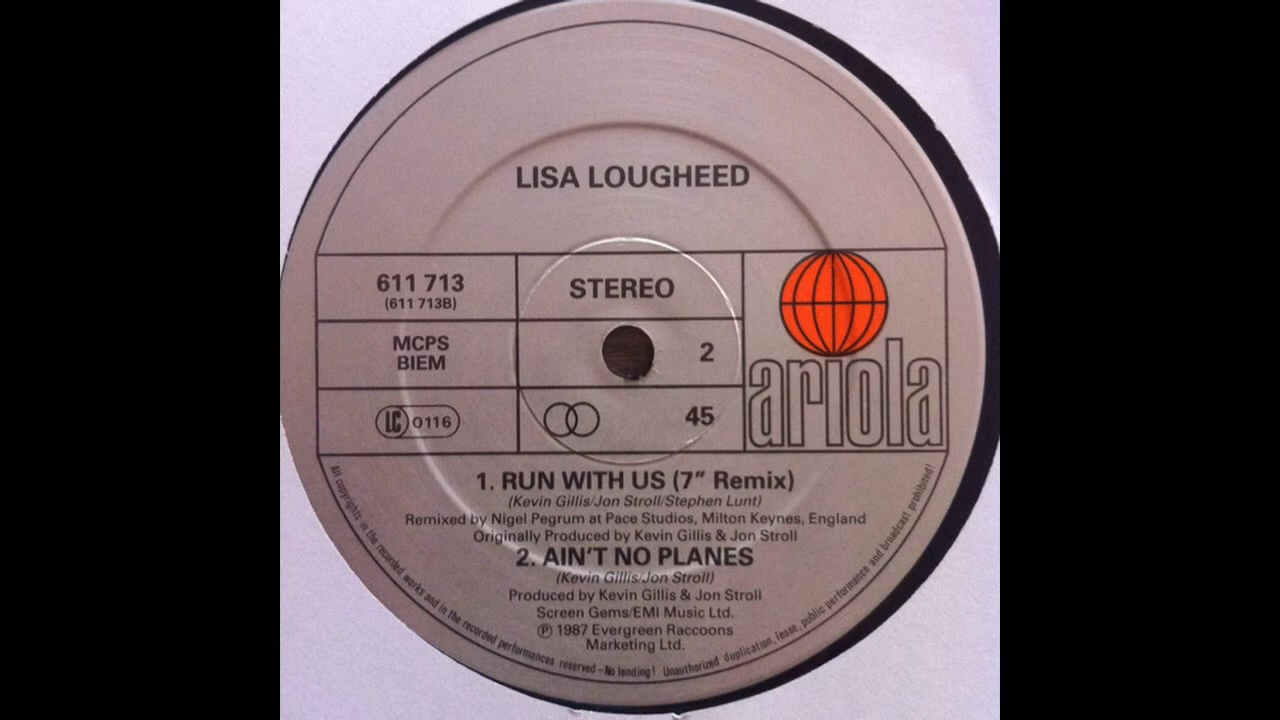 LISA LOUGHEED
611 713
(611 713B)
STEREO
MCPS
BIEM
2
LC 0116
45
ariola
1. RUN WITH US (7” Remix)
(Kevin Gillis/Jon Stroll/Stephen Lunt)
Remixed by Nigel Pegrum at Pace Studios, Milton Keynes, England
Originally Produced by Kevin Gillis & Jon Stroll
2. AIN'T NO PLANES
(Kevin Gillis/Jon Stroll)
Produced by Kevin Gillis & Jon Stroll
Screen Gems/EMI Music Ltd.
℗ 1987 Evergreen Raccoons
Marketing Ltd.
All copyrights in the recorded works and in the recorded performances reserved – No lending! Unauthorized duplication, lease, public performance and broadcast prohibited!